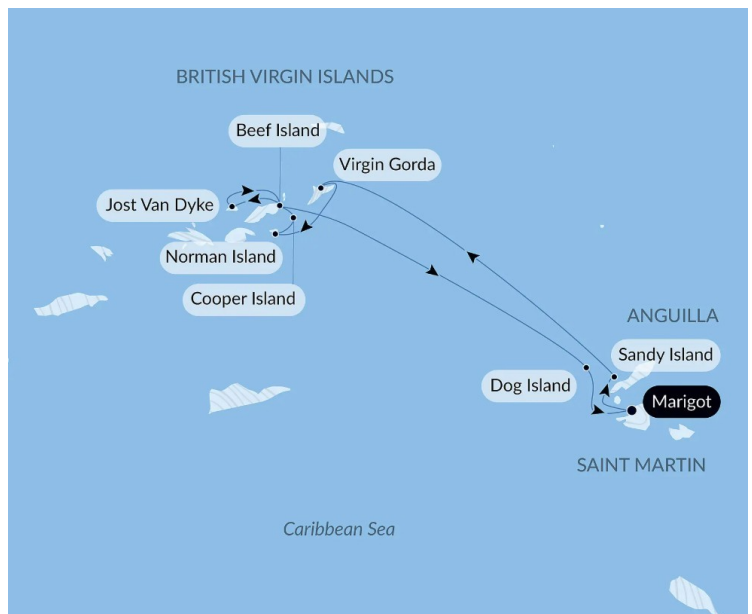 BRITISH VIRGIN ISLANDS
Beef Island
Virgin Gorda
Jost Van Dyke
Norman Island
Cooper Island
ANGUILLA
Sandy Island
Dog Island
Marigot
SAINT MARTIN
Caribbean Sea